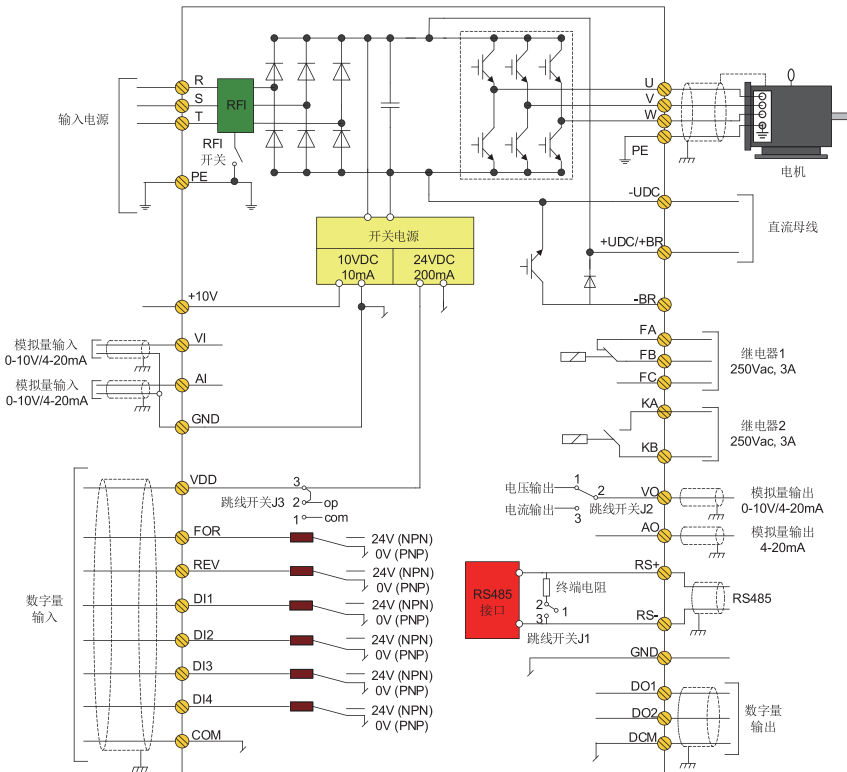 输入电源
R
S
T
RFI
RFI
开关
PE
开关电源
10VDC
10mA
24VDC
200mA
+10V
模拟量输入
0-10V/4-20mA
VI
模拟量输入
0-10V/4-20mA
AI
GND
数字量
输入
VDD
3
2
op
1
com
跳线开关J3
FOR
24V (NPN)
0V (PNP)
REV
24V (NPN)
0V (PNP)
DI1
24V (NPN)
0V (PNP)
DI2
24V (NPN)
0V (PNP)
DI3
24V (NPN)
0V (PNP)
DI4
24V (NPN)
0V (PNP)
COM
U
V
W
PE
电机
-UDC
+UDC/+BR
直流母线
-BR
FA
FB
FC
继电器1
250Vac, 3A
KA
KB
继电器2
250Vac, 3A
电压输出
1
2
电流输出
3
跳线开关J2
VO
模拟量输出
0-10V/4-20mA
AO
模拟量输出
4-20mA
RS485
接口
终端电阻
2
1
3
跳线开关J1
RS+
RS-
RS485
GND
DO1
DO2
DCM
数字量
输出